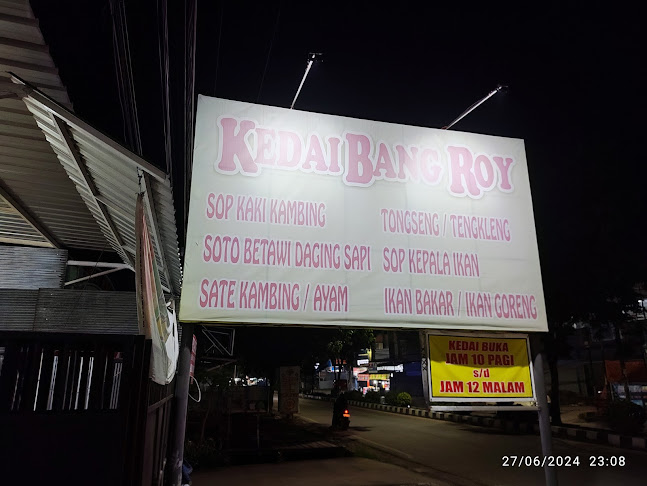 KEDAI BANG ROY
SOP KAKI KAMBING
SOTO BETAWI DAGING SAPI
SATE KAMBING / AYAM
TONGSENG / TENGKLENG
SOP KEPALA IKAN
IKAN BAKAR / IKAN GORENG
KEDAI BUKA
JAM 10 PAGI
s/d
JAM 12 MALAM
27/06/2024 23:08